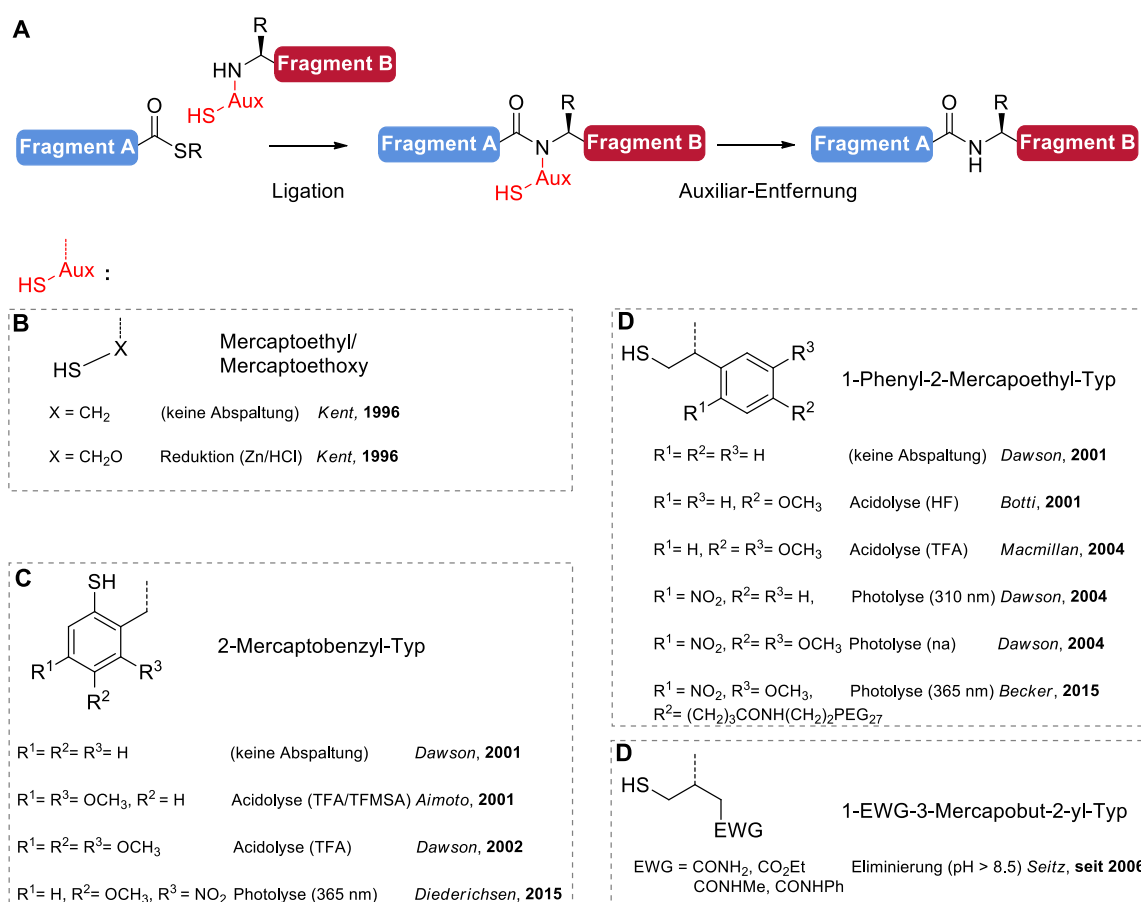 A
R
HN
Fragment B
HS
Aux
O
Fragment A
SR
Ligation
O
R
Fragment A
N
Fragment B
Aux
HS
Auxiliar-Entfernung
O
R
Fragment A
N
H
Fragment B
HS
Aux
:
B
HS
X
Mercaptoethyl/
Mercaptoethoxy
X = CH₂ (keine Abspaltung) Kent, 1996
X = CH₂O Reduktion (Zn/HCl) Kent, 1996
C
SH
R¹
R²
R³
2-Mercaptobenzyl-Typ
R¹= R²= R³= H (keine Abspaltung) Dawson, 2001
R¹= R³= OCH₃, R²= H Acidolyse (TFA/TFMSA) Aimoto, 2001
R¹= R²= R³= OCH₃ Acidolyse (TFA) Dawson, 2002
R¹= H, R²= OCH₃, R³ = NO₂ Photolyse (365 nm) Diederichsen, 2015
D
HS
R³
R¹
R²
1-Phenyl-2-Mercapoethyl-Typ
R¹= R²= R³= H (keine Abspaltung) Dawson, 2001
R¹= R³= H, R²= OCH₃ Acidolyse (HF) Botti, 2001
R¹= H, R²= R³= OCH₃ Acidolyse (TFA) Macmillan, 2004
R¹= NO₂, R²= R³= H, Photolyse (310 nm) Dawson, 2004
R¹= NO₂, R²= R³= OCH₃ Photolyse (na) Dawson, 2004
R¹= NO₂, R³= OCH₃, Photolyse (365 nm) Becker, 2015
R²= (CH₂)₃CONH(CH₂)₂PEG₂₇
D
HS
EWG
1-EWG-3-Mercapobut-2-yl-Typ
EWG = CONH₂, CO₂Et Eliminierung (pH > 8.5) Seitz, seit 2006
CONHMe, CONHPh